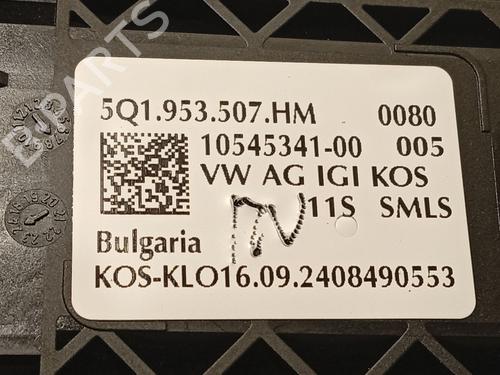 5Q1.953.507.HM 0080
10545341-00 005
VW AG IGI KOS
11S SMLS
Bulgaria
KOS-KLO16.09.2408490553
B-PARTS